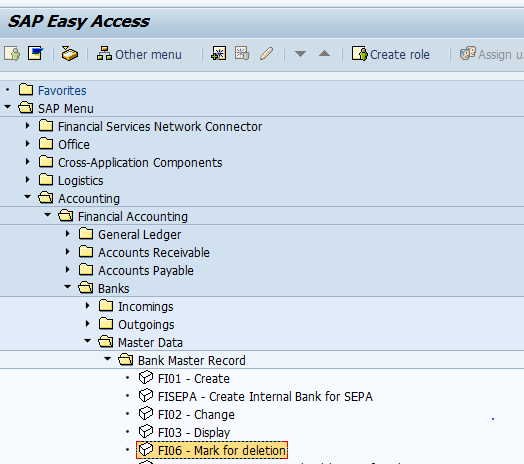 SAP Easy Access
Other menu Create role Assign u
Favorites
SAP Menu
Financial Services Network Connector
Office
Cross-Application Components
Logistics
Accounting
Financial Accounting
General Ledger
Accounts Receivable
Accounts Payable
Banks
Incomings
Outgoings
Master Data
Bank Master Record
FI01 - Create
FISEPA - Create Internal Bank for SEPA
FI02 - Change
FI03 - Display
FI06 - Mark for deletion